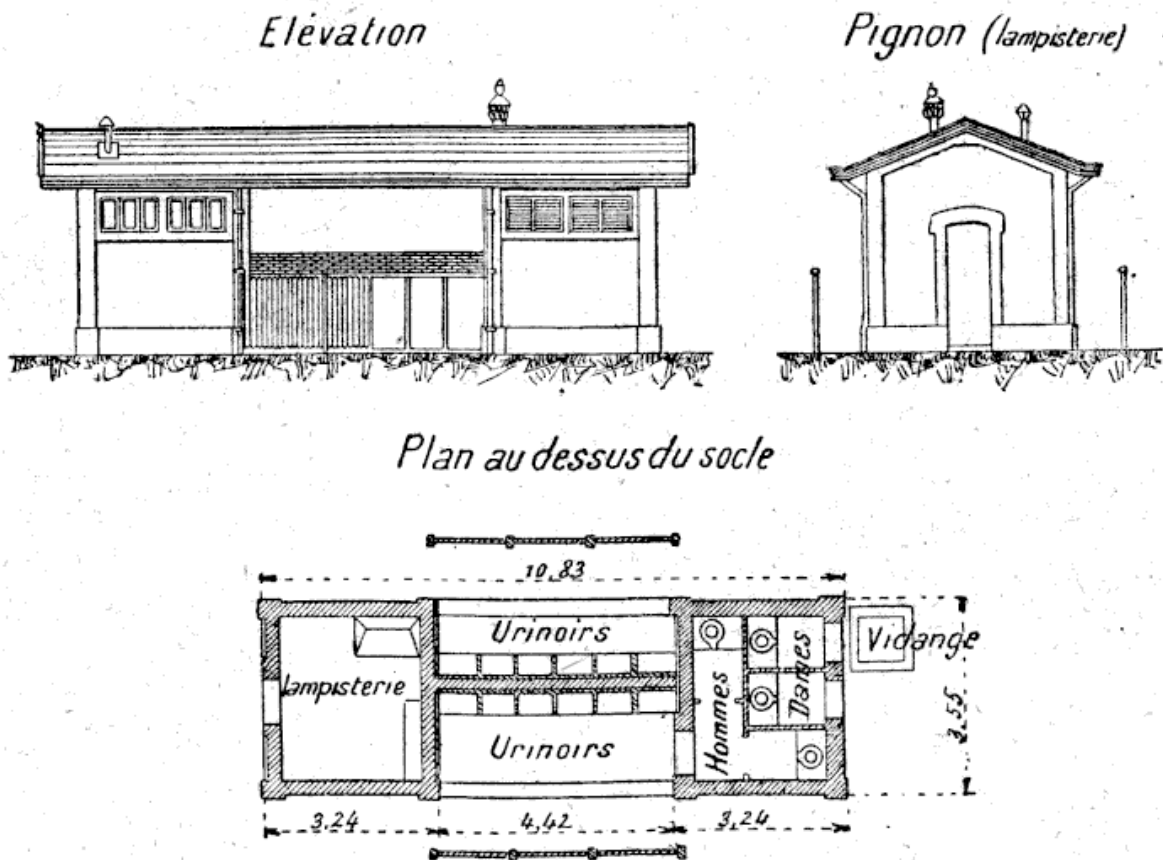 Elévation
Pignon (lampisterie)
Plan au dessus du socle
10,83
Urinoirs
Vidange
lampisterie
Hommes
Dames
3,55
Urinoirs
3,24
4,42
3,24